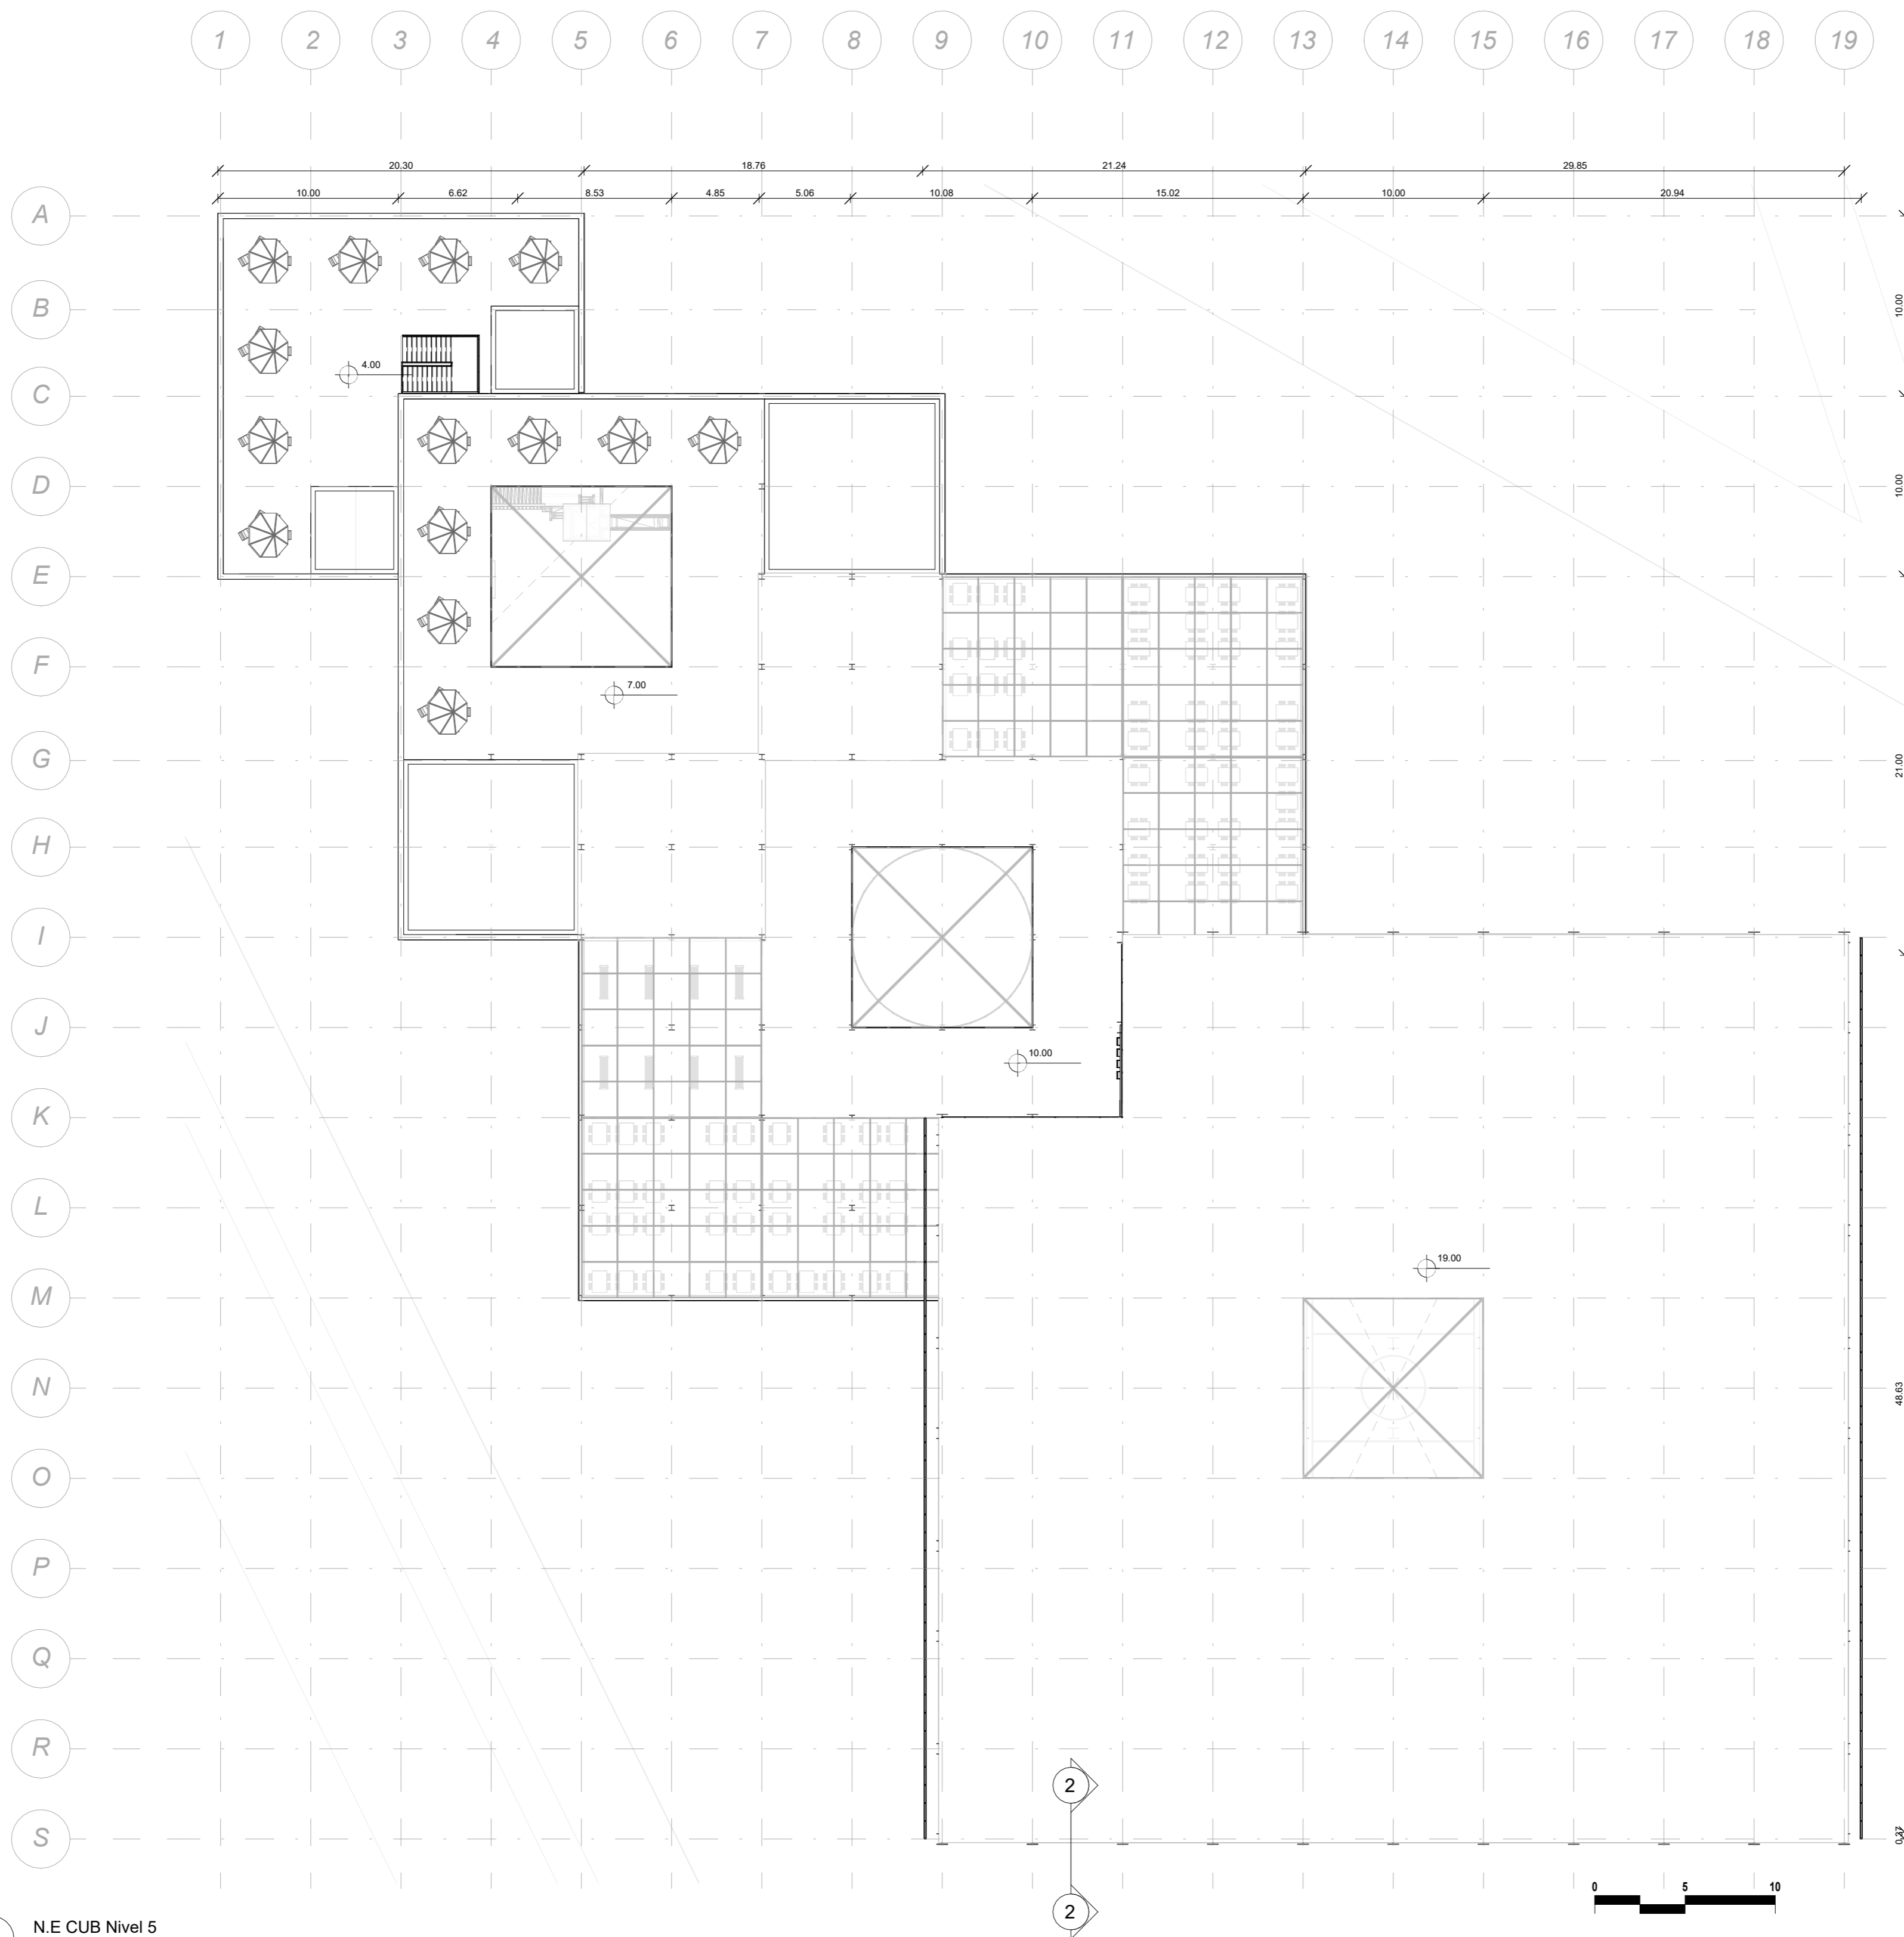 1 2 3 4 5 6 7 8 9 10 11 12 13 14 15 16 17 18 19
20.30 18.76 21.24 29.85
10.00 6.62 8.53 4.85 5.06 10.08 15.02 10.00 20.94
A
B
10.00
4.00
C
D
10.00
E
F
7.00
G
21.00
H
I
J
10.00
K
L
19.00
M
N
48.63
O
P
Q
R
2
S
0.37
0 5 10
2
N.E CUB Nivel 5